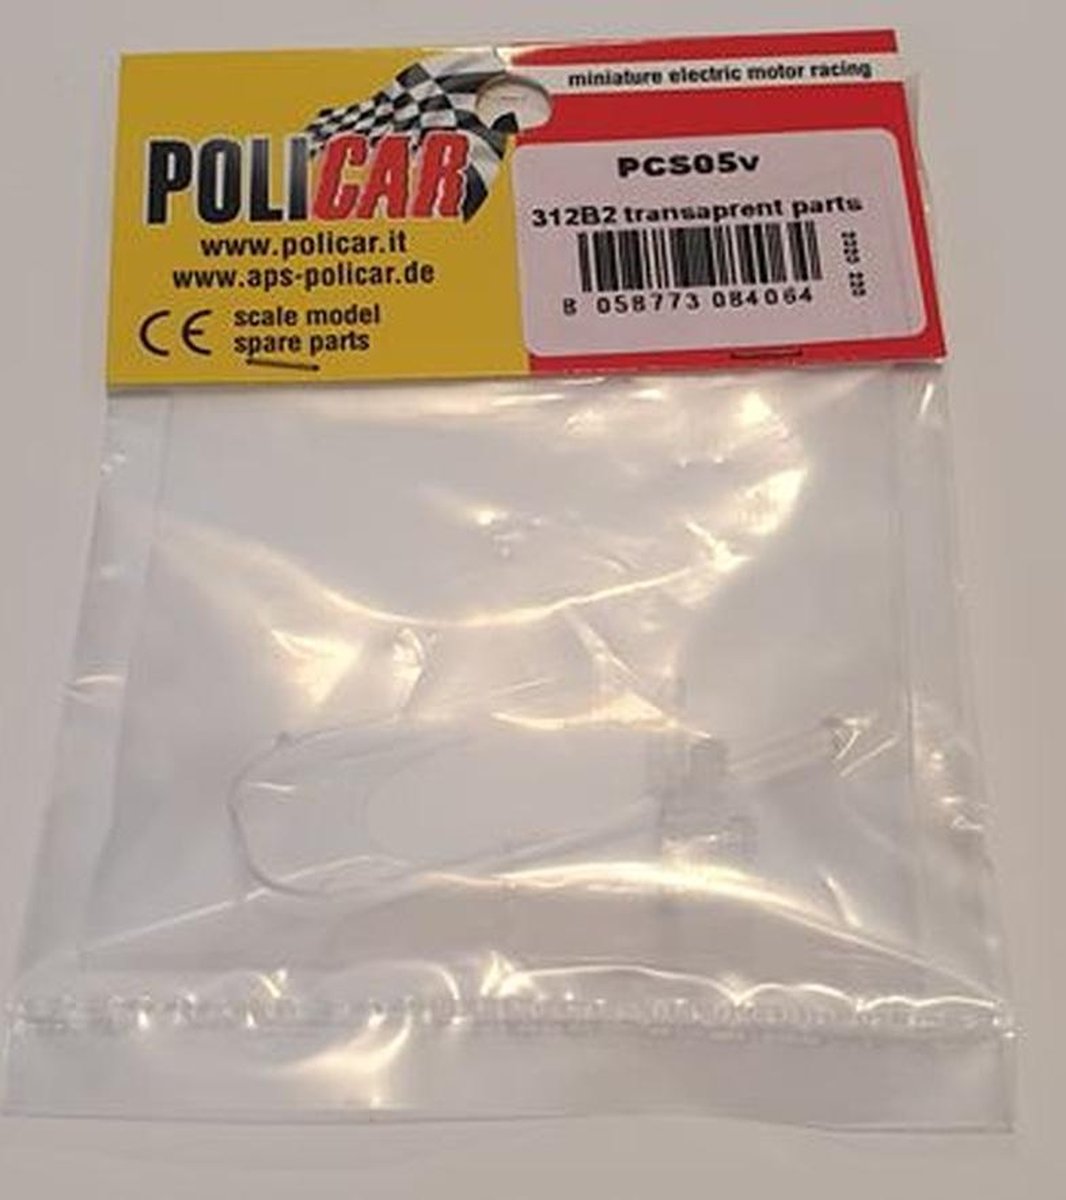 miniature electric motor racing
POLICAR
www.policar.it
www.aps-policar.de
CE scale model
spare parts
PCS05v
312B2 transaprent parts
8 058773 084064